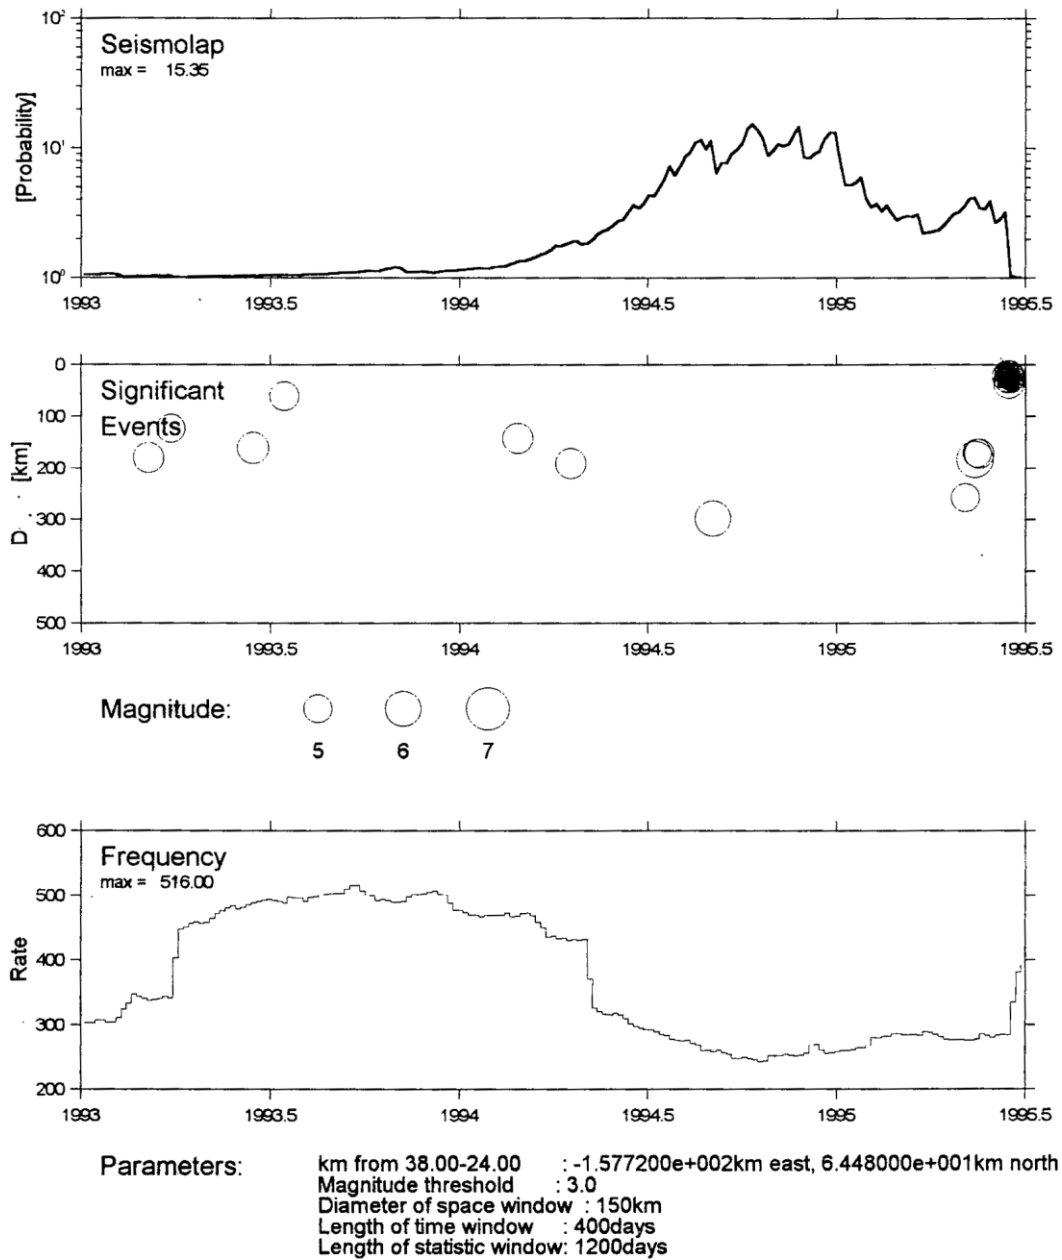 10²
Seismolap
max = 15.35
[Probability]
10¹
10⁰
1993 1993.5 1994 1994.5 1995 1995.5
0
Significant
100
Events
D [km]
200
300
400
500
1993 1993.5 1994 1994.5 1995 1995.5
Magnitude:
5 6 7
600
Frequency
max = 516.00
500
Rate
400
300
200
1993 1993.5 1994 1994.5 1995 1995.5
Parameters: km from 38.00-24.00 : -1.577200e+002km east, 6.448000e+001km north
Magnitude threshold : 3.0
Diameter of space window : 150km
Length of time window : 400days
Length of statistic window: 1200days